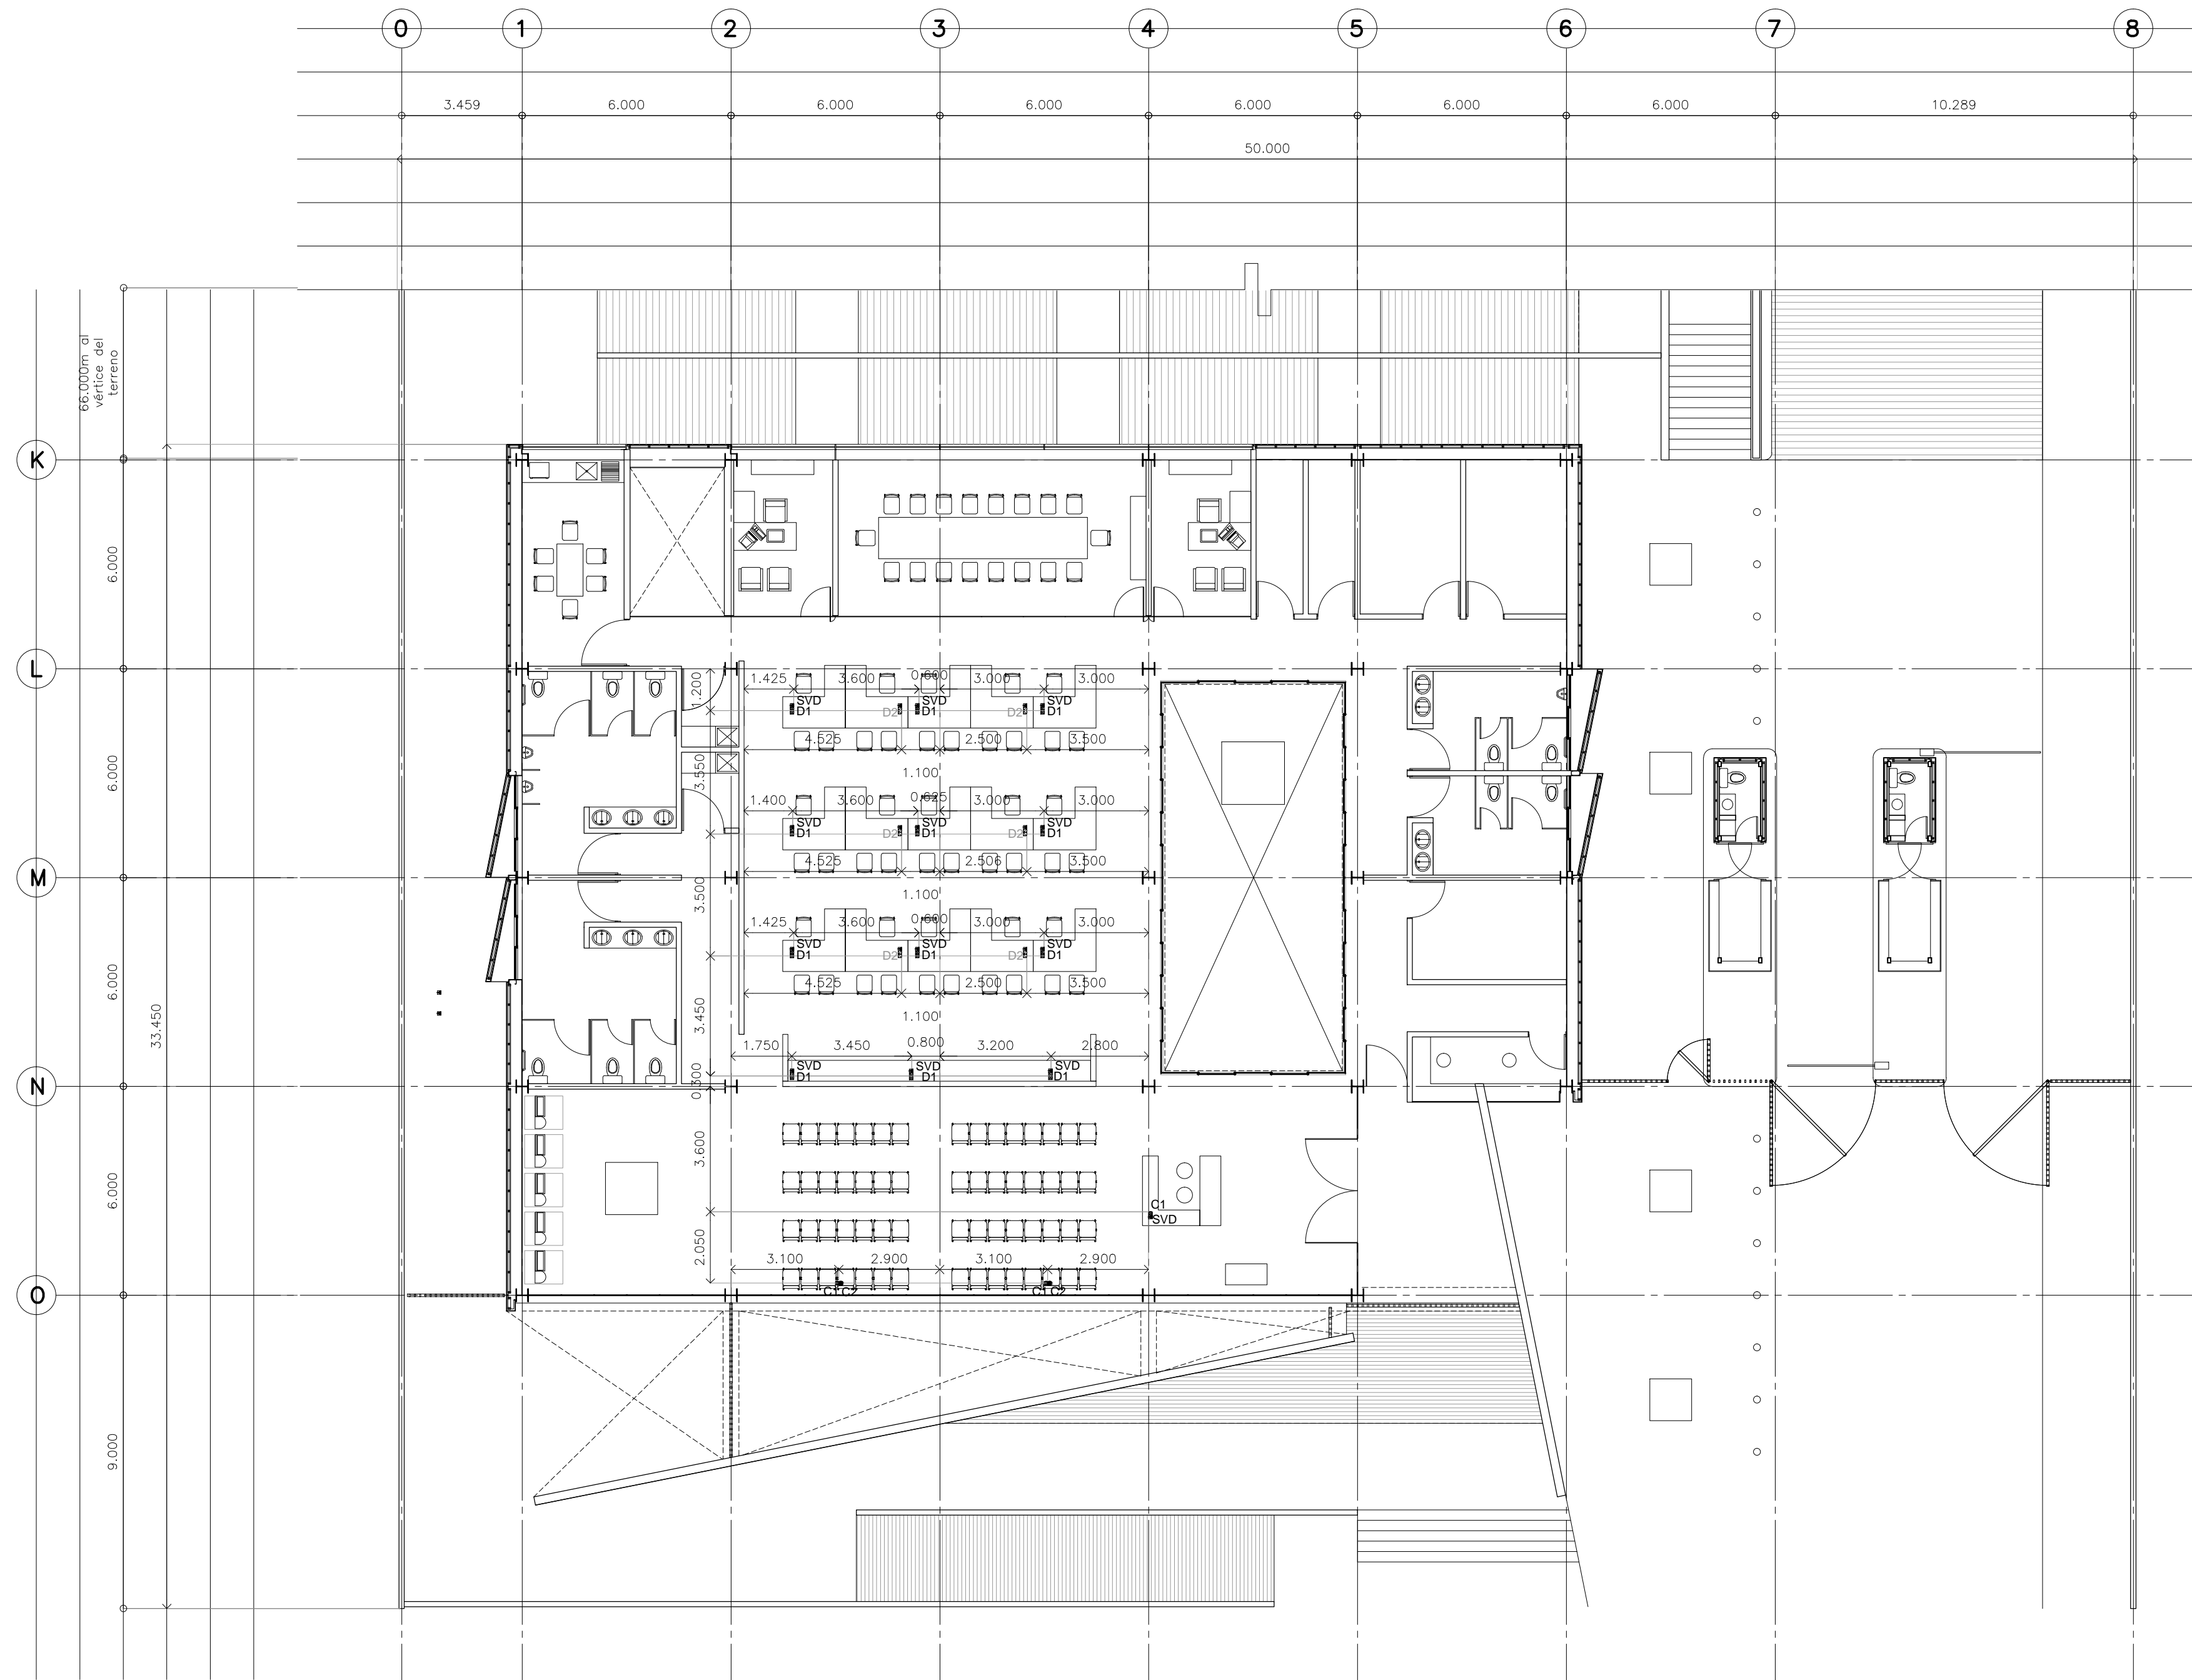 0 1 2 3 4 5 6 7 8
3.459 6.000 6.000 6.000 6.000 6.000 6.000 10.289
50.000
66.000m al
vértice del
terreno
K
6.000
L
1.200
1.425 3.600 0.600 3.000 3.000
SVD SVD SVD
D1 D2 D1 D2 D1
4.525 2.500 3.500
6.000
3.550
1.100
1.400 3.600 0.625 3.000 3.000
SVD SVD SVD
D1 D2 D1 D2 D1
4.525 2.506 3.500
M
3.500
1.100
1.425 3.600 0.600 3.000 3.000
SVD SVD SVD
D1 D2 D1 D2 D1
4.525 2.500 3.500
6.000
33.450
3.450
1.100
1.750 3.450 0.800 3.200 2.800
SVD SVD SVD
D1 D1 D1
0.300
N
3.600
6.000
C1
SVD
2.050
3.100 2.900 3.100 2.900
C1 C2 C1 C2
O
9.000